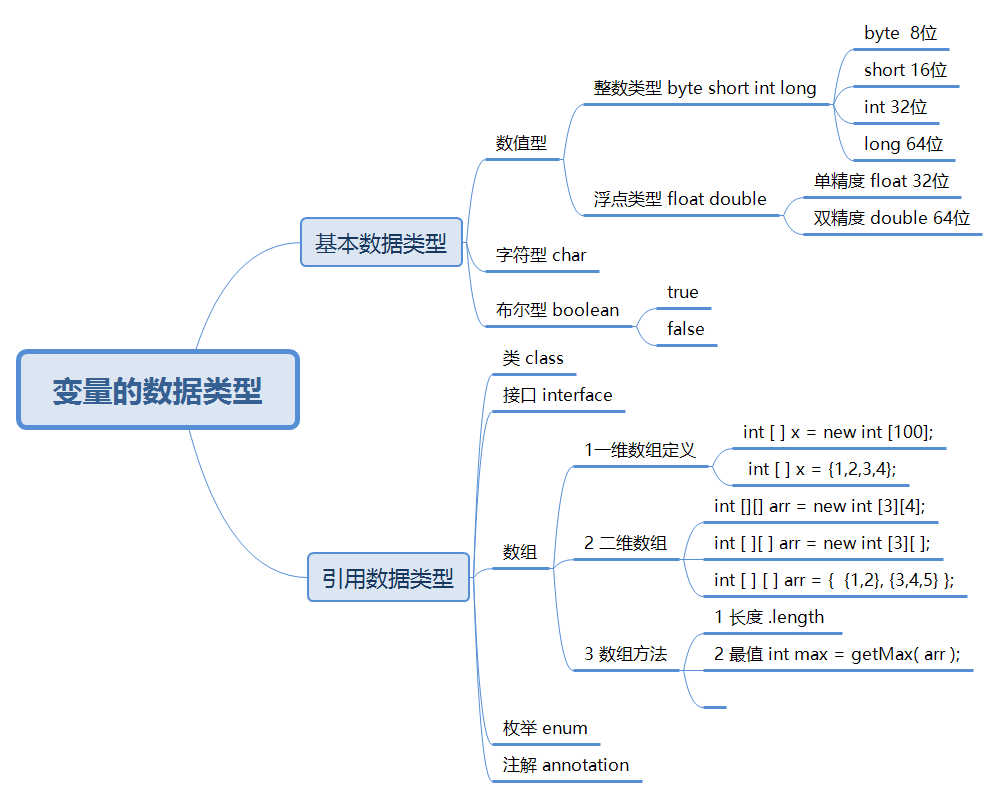 变量的数据类型
基本数据类型
数值型
整数类型 byte short int long
byte  8位
short 16位
int 32位
long 64位
浮点类型 float double
单精度 float 32位
双精度 double 64位
字符型 char
布尔型 boolean
true
false
引用数据类型
类 class
接口 interface
数组
1一维数组定义
int [ ] x = new int [100];
int [ ] x = {1,2,3,4};
2 二维数组
int [][] arr = new int [3][4];
int [ ][ ] arr = new int [3][ ];
int [ ] [ ] arr = {  {1,2}, {3,4,5} };
3 数组方法
1 长度 .length
2 最值 int max = getMax( arr );
枚举 enum
注解 annotation